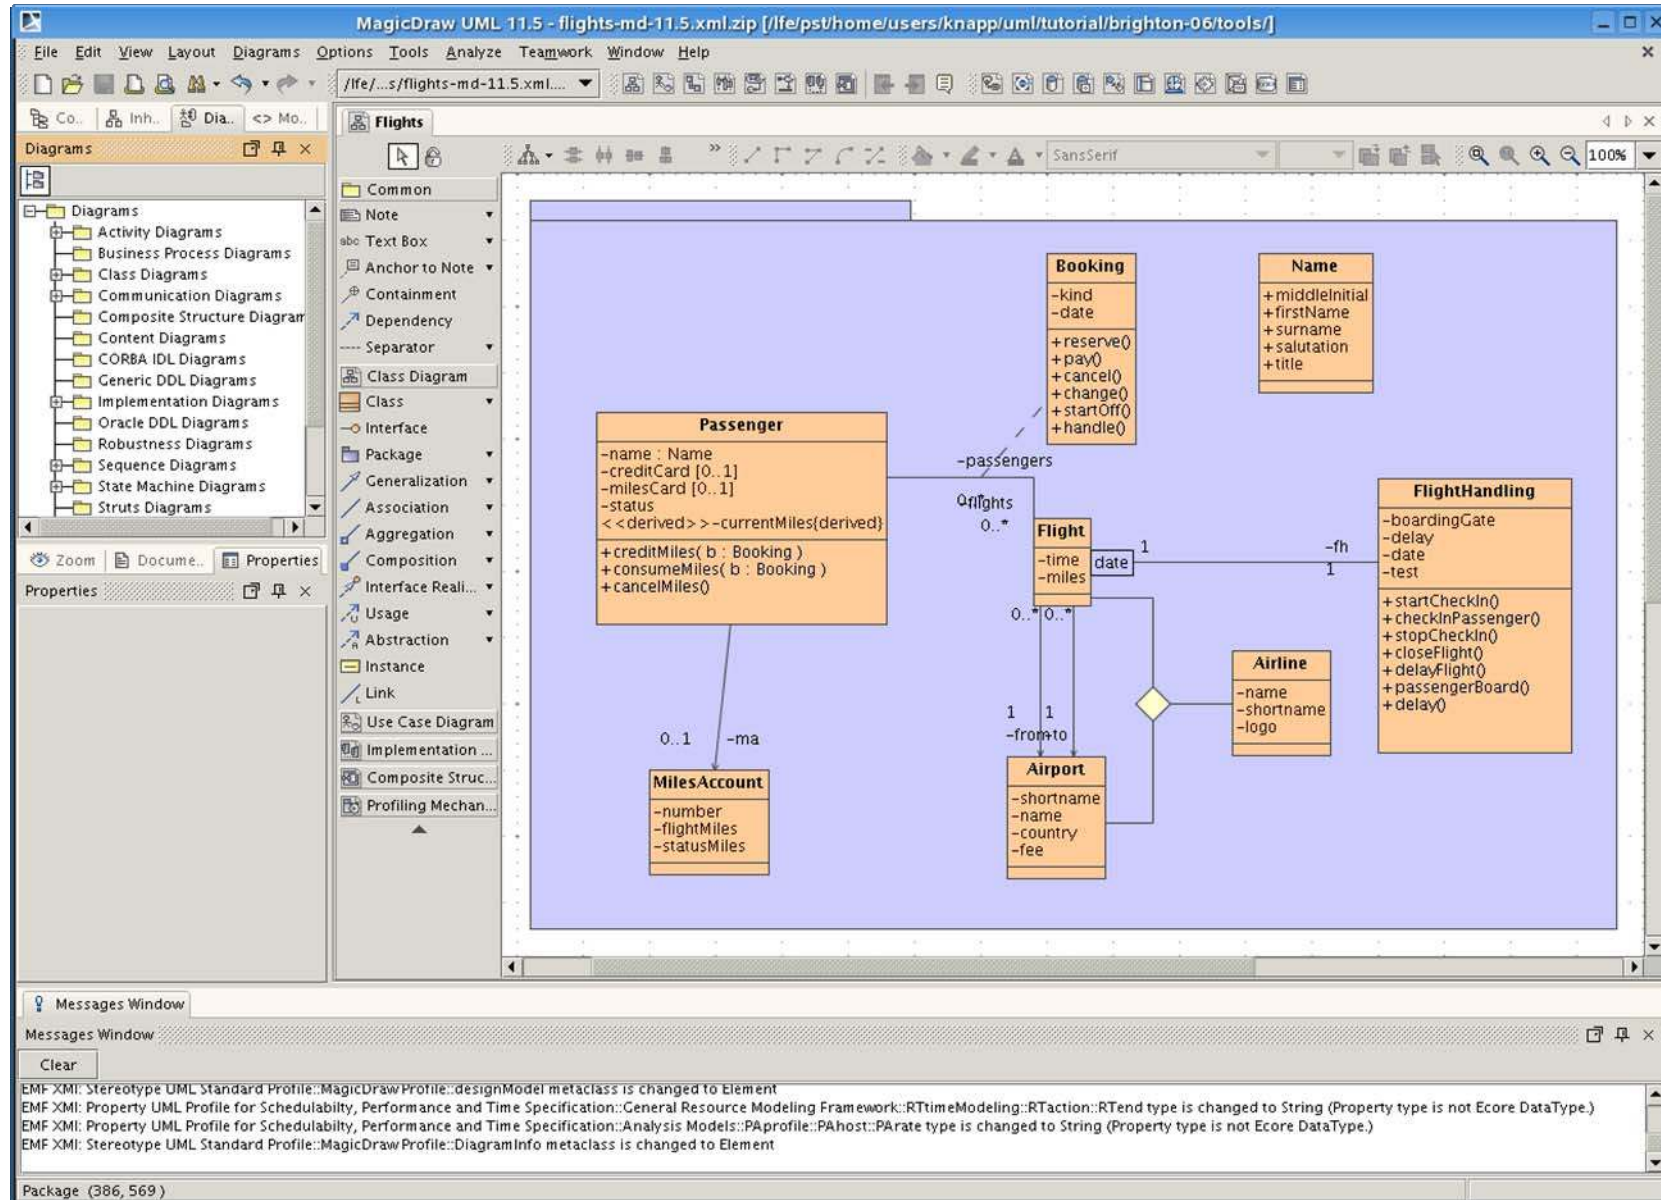 MagicDraw UML 11.5 - flights-md-11.5.xml.zip [/lfe/pst/home/users/knapp/uml/tutorial/brighton-06/tools/]
File Edit View Layout Diagrams Options Tools Analyze Teamwork Window Help
/lfe/...s/flights-md-11.5.xml....
Co.. Inh.. Dia.. <> Mo..
Flights
Diagrams
SansSerif
100%
Diagrams
Activity Diagrams
Business Process Diagrams
Class Diagrams
Communication Diagrams
Composite Structure Diagram
Content Diagrams
CORBA IDL Diagrams
Generic DDL Diagrams
Implementation Diagrams
Oracle DDL Diagrams
Robustness Diagrams
Sequence Diagrams
State Machine Diagrams
Struts Diagrams
Zoom Docume.. Properties
Properties
Common
Note
abc Text Box
Anchor to Note
Containment
Dependency
Separator
Class Diagram
Class
Interface
Package
Generalization
Association
Aggregation
Composition
Interface Reali...
Usage
Abstraction
Instance
Link
Use Case Diagram
Implementation ...
Composite Struc...
Profiling Mechan...
Booking
-kind
-date
+reserve()
+pay()
+cancel()
+change()
+startOff()
+handle()
Name
+middleInitial
+firstName
+surname
+salutation
+title
Passenger
-name : Name
-creditCard [0..1]
-milesCard [0..1]
-status
<<derived>>-currentMiles{derived}
+creditMiles( b : Booking )
+consumeMiles( b : Booking )
+cancelMiles()
-passengers
0..*
-flights
0..*
Flight
-time
-miles
date
1
-fh
1
FlightHandling
-boardingGate
-delay
-date
-test
+startCheckIn()
+checkInPassenger()
+stopCheckIn()
+closeFlight()
+delayFlight()
+passengerBoard()
+delay()
0..* 0..*
Airline
-name
-shortname
-logo
1 1
-from -to
0..1 -ma
MilesAccount
-number
-flightMiles
-statusMiles
Airport
-shortname
-name
-country
-fee
Messages Window
Messages Window
Clear
EMF XMI: Stereotype UML Standard Profile::MagicDraw Profile::designModel metaclass is changed to Element
EMF XMI: Property UML Profile for Schedulabilty, Performance and Time Specification::General Resource Modeling Framework::RTtimeModeling::RTaction::RTend type is changed to String (Property type is not Ecore DataType.)
EMF XMI: Property UML Profile for Schedulabilty, Performance and Time Specification::Analysis Models::PAprofile::PAhost::PArate type is changed to String (Property type is not Ecore DataType.)
EMF XMI: Stereotype UML Standard Profile::MagicDraw Profile::DiagramInfo metaclass is changed to Element
Package (386, 569 )